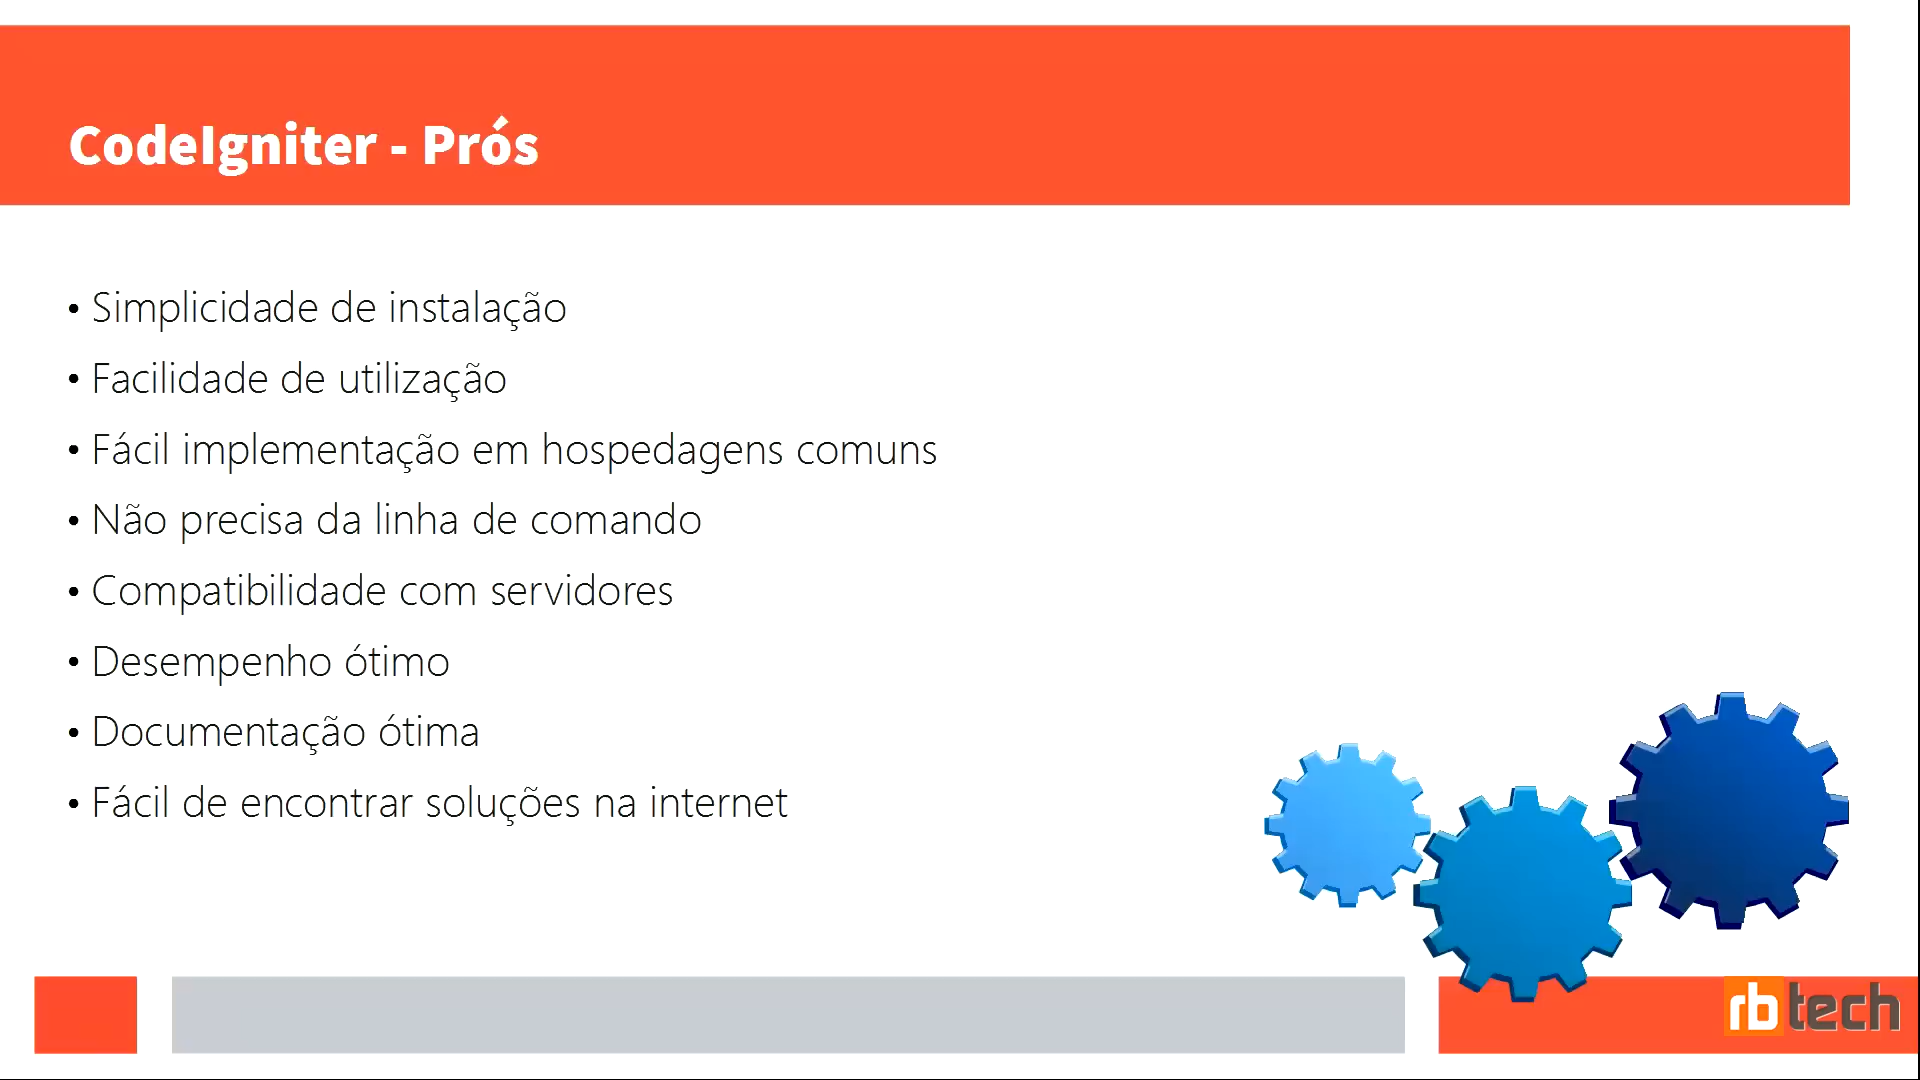 CodeIgniter - Prós
• Simplicidade de instalação
• Facilidade de utilização
• Fácil implementação em hospedagens comuns
• Não precisa da linha de comando
• Compatibilidade com servidores
• Desempenho ótimo
• Documentação ótima
• Fácil de encontrar soluções na internet
rbtech